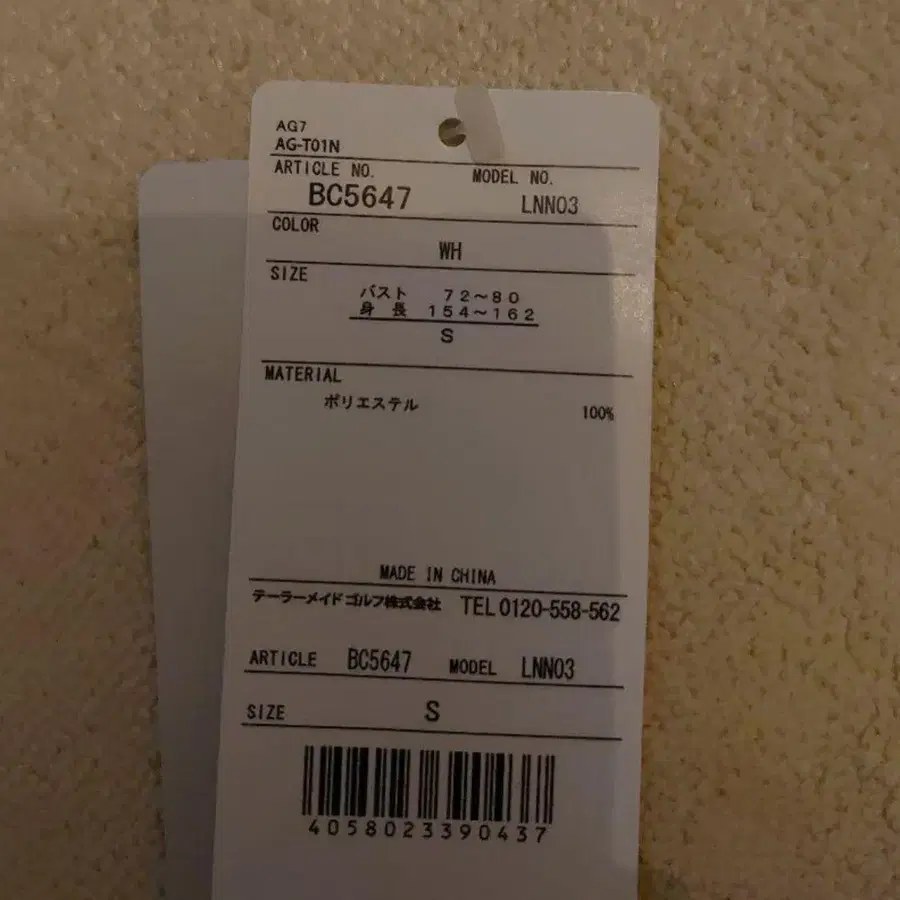 AG7
AG-T01N
ARTICLE NO. MODEL NO.
BC5647 LNN03
COLOR
WH
SIZE
バスト 72～80
身長 154～162
S
MATERIAL
ポリエステル 100%
MADE IN CHINA
テーラーメイド ゴルフ株式会社 TEL 0120-558-562
ARTICLE BC5647 MODEL LNN03
SIZE S
4058023390437